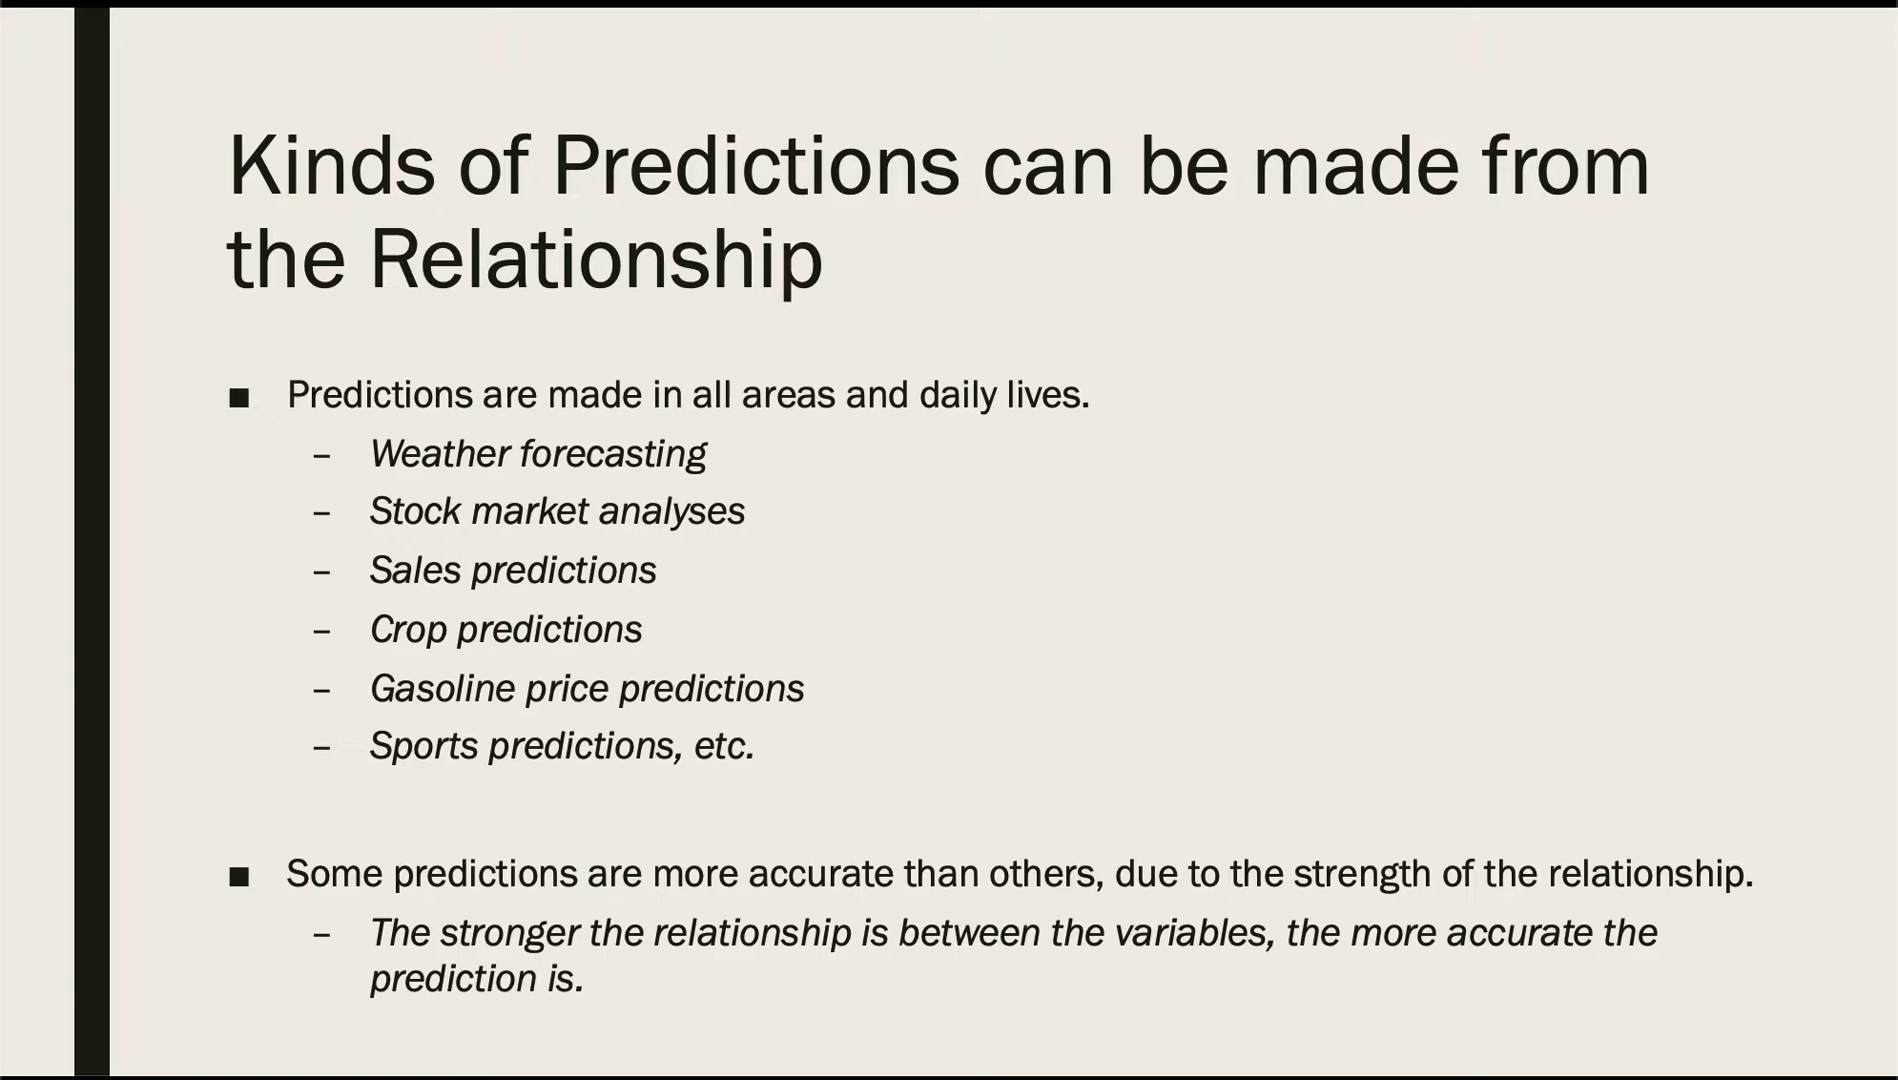 Kinds of Predictions can be made from
the Relationship
■ Predictions are made in all areas and daily lives.
– Weather forecasting
– Stock market analyses
– Sales predictions
– Crop predictions
– Gasoline price predictions
– Sports predictions, etc.
■ Some predictions are more accurate than others, due to the strength of the relationship.
– The stronger the relationship is between the variables, the more accurate the
prediction is.